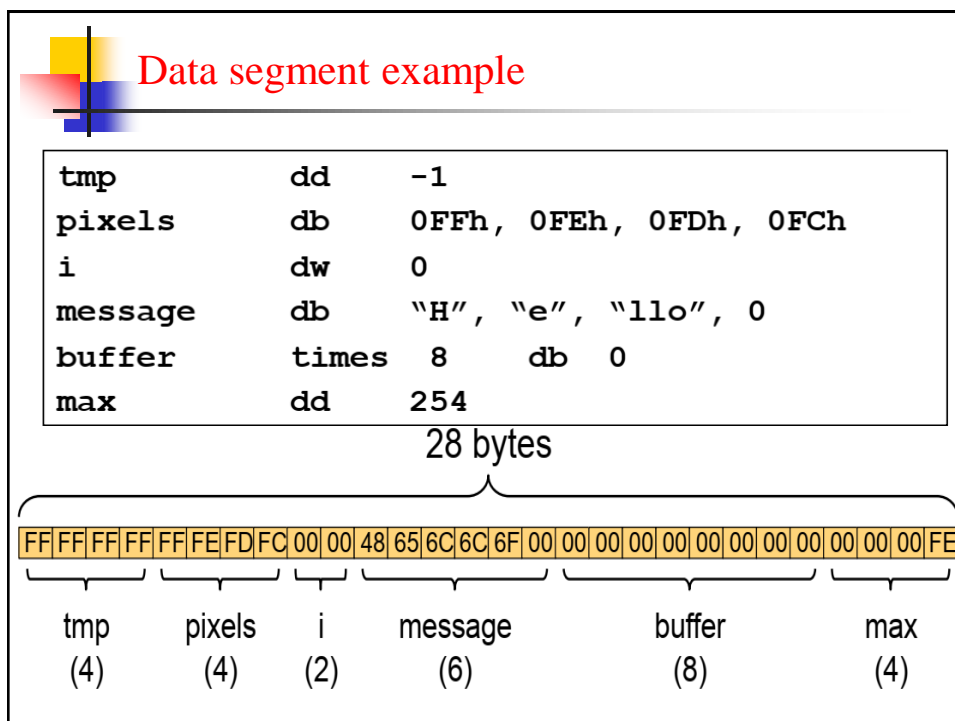 Data segment example
tmp dd -1
pixels db 0FFh, 0FEh, 0FDh, 0FCh
i dw 0
message db “H”, “e”, “llo”, 0
buffer times 8 db 0
max dd 254
28 bytes
FF FF FF FF FF FE FD FC 00 00 48 65 6C 6C 6F 00 00 00 00 00 00 00 00 00 00 00 00 FE
tmp pixels i message buffer max
(4) (4) (2) (6) (8) (4)